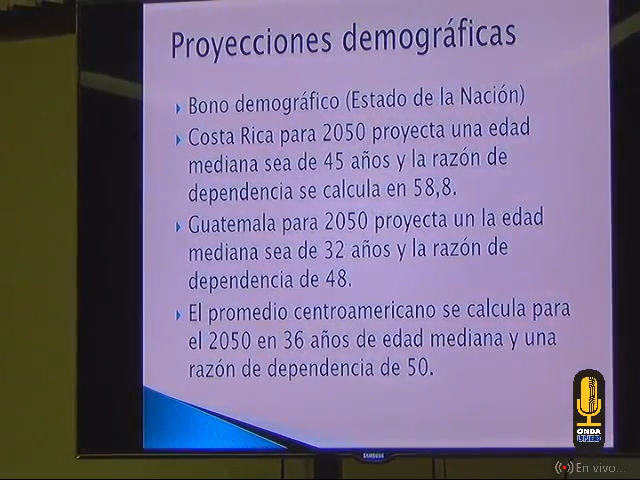 Proyecciones demográficas
Bono demográfico (Estado de la Nación)
Costa Rica para 2050 proyecta una edad
mediana sea de 45 años y la razón de
dependencia se calcula en 58,8.
Guatemala para 2050 proyecta un la edad
mediana sea de 32 años y la razón de
dependencia de 48.
El promedio centroamericano se calcula para
el 2050 en 36 años de edad mediana y una
razón de dependencia de 50.
ONDA
UNED
SAMSUNG
En vivo...